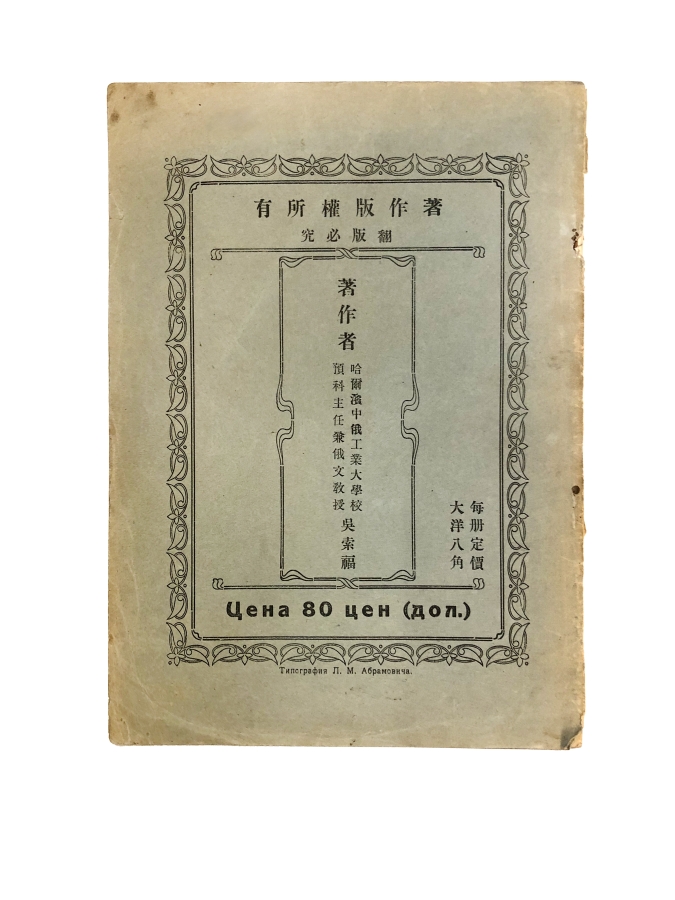 著作版權所有
翻版必究
著作者
哈爾濱中俄工業大學校
預科主任兼俄文敎授
吳索福
每册定價
大洋八角
Цена 80 цен (дол.)
Типография Л. М. Абрамовича.